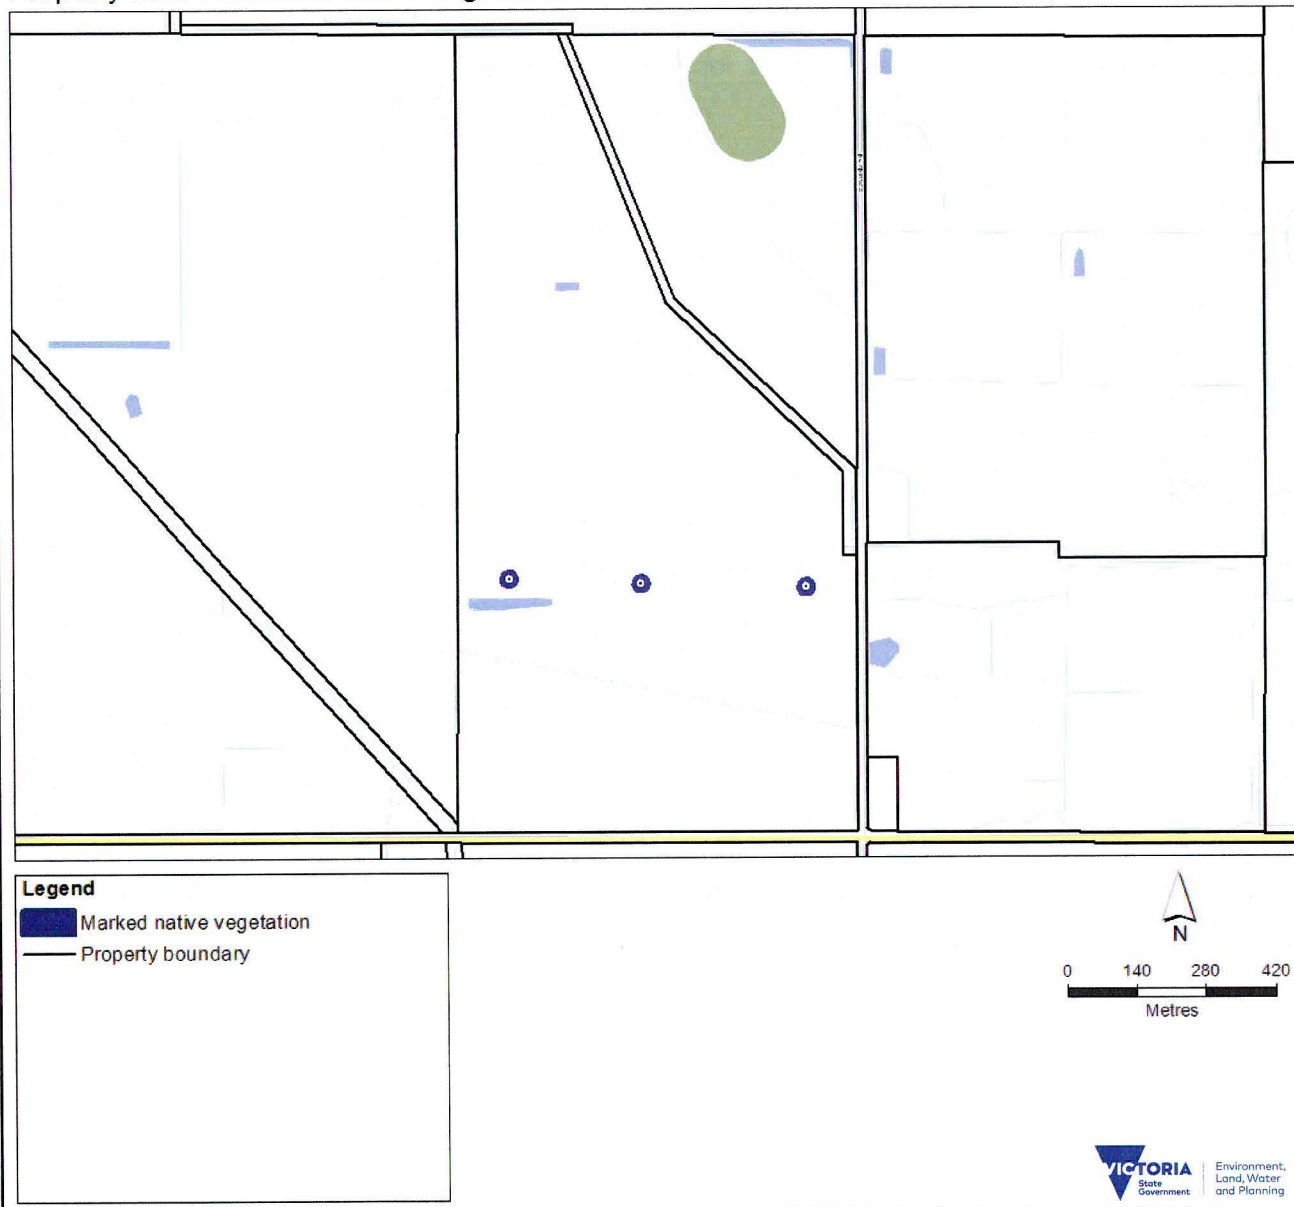 Legend
Marked native vegetation
Property boundary
N
0 140 280 420
Metres
VICTORIA
State
Government
Environment,
Land, Water
and Planning